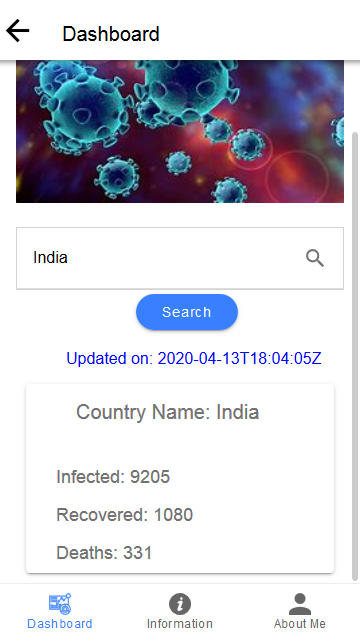 Dashboard
India
Search
Updated on: 2020-04-13T18:04:05Z
Country Name: India
Infected: 9205
Recovered: 1080
Deaths: 331
Dashboard Information About Me